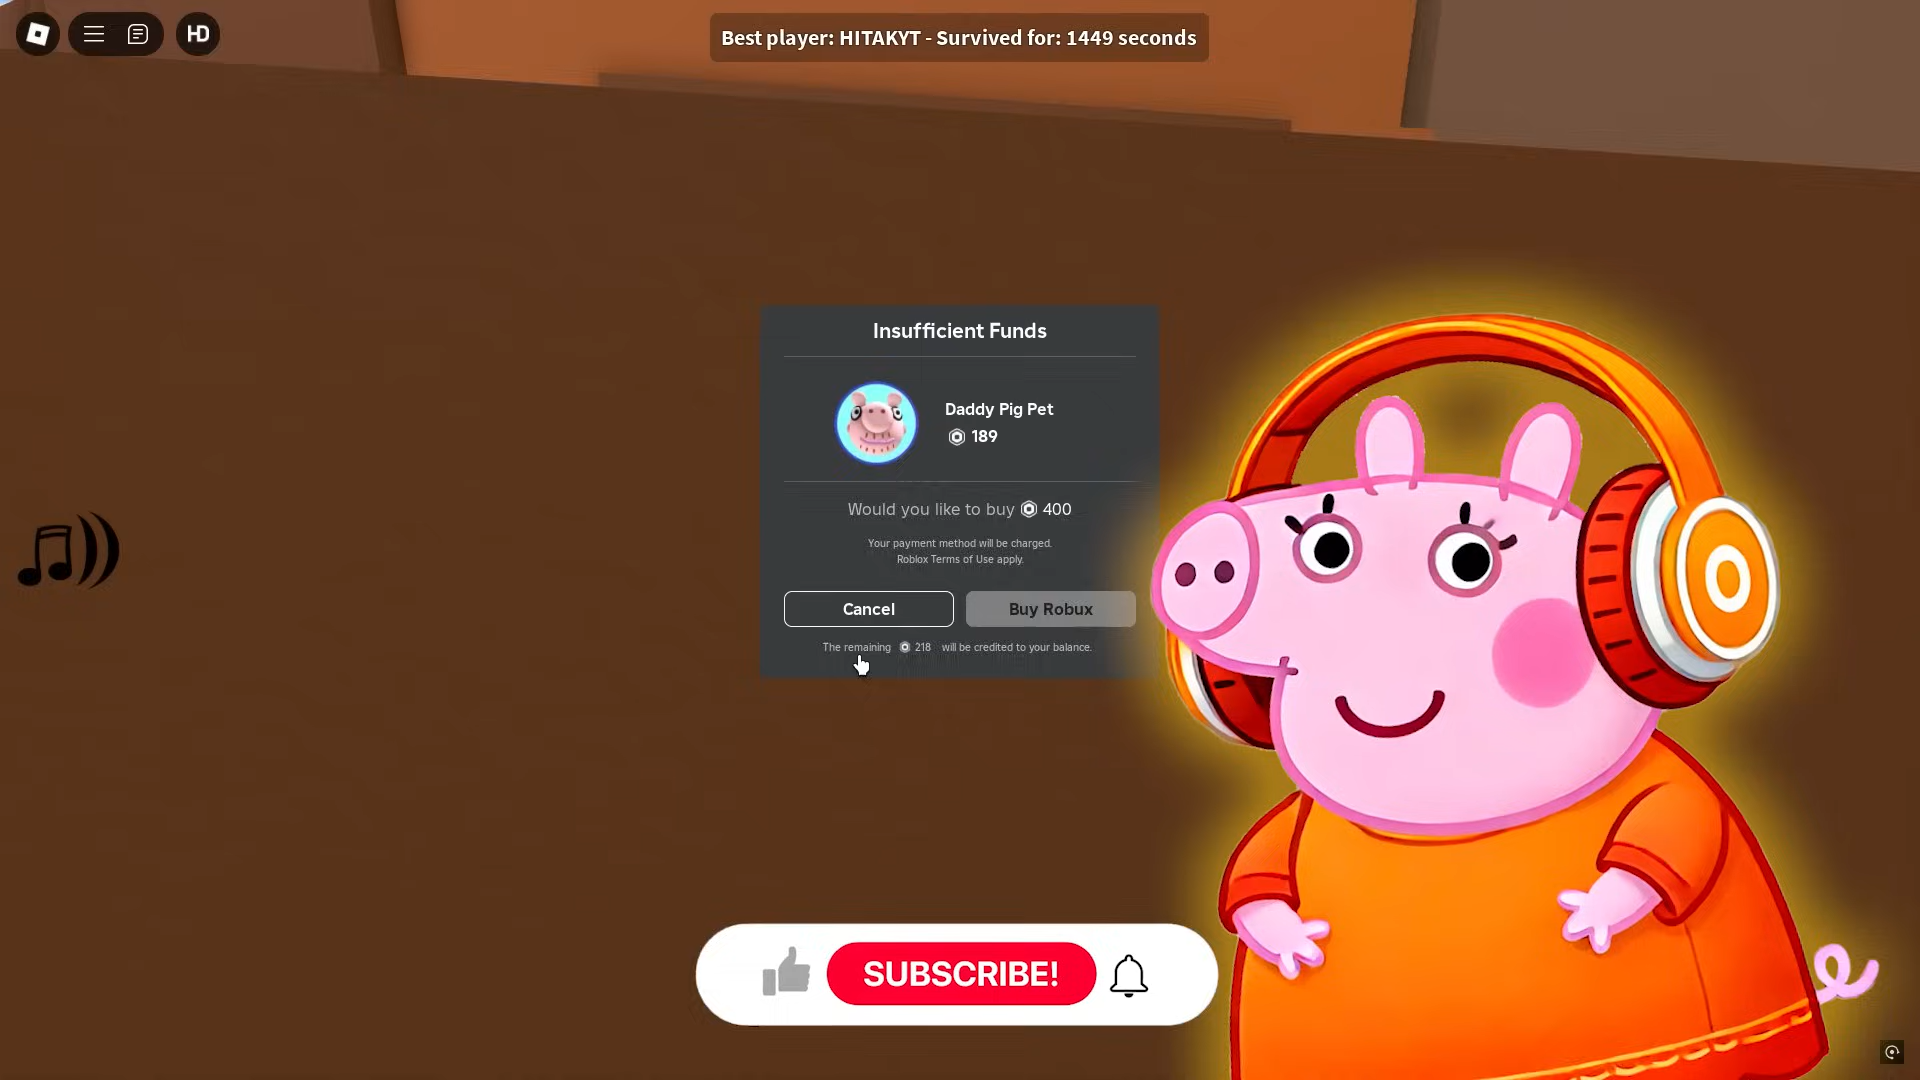 HD
Best player: HITAKYT - Survived for: 1449 seconds
Insufficient Funds
Daddy Pig Pet
189
Would you like to buy 400
Your payment method will be charged.
Roblox Terms of Use apply.
Cancel
Buy Robux
The remaining 218 will be credited to your balance.
SUBSCRIBE!